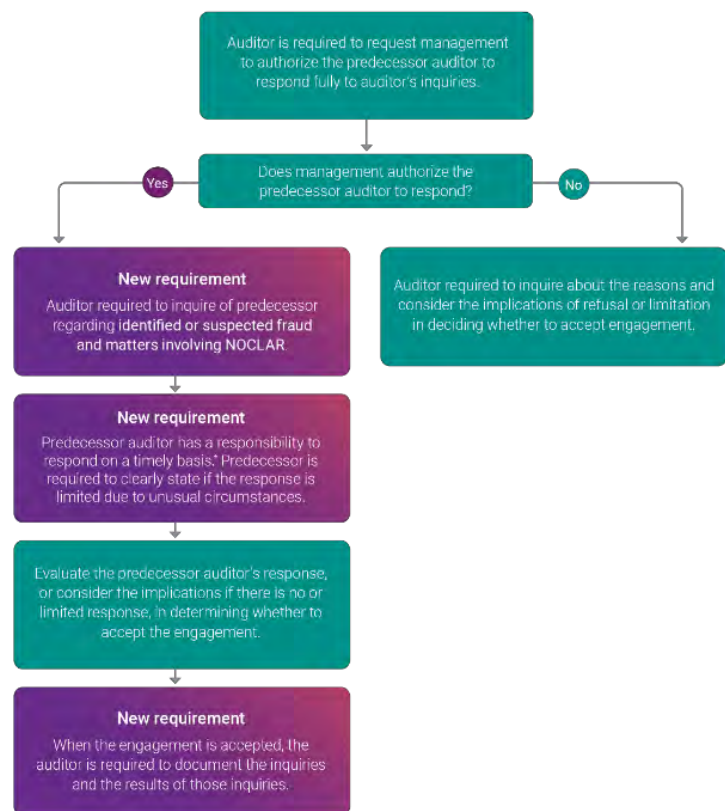 Auditor is required to request management
to authorize the predecessor auditor to
respond fully to auditor's inquiries.
Does management authorize the
predecessor auditor to respond?
Yes
No
New requirement
Auditor required to inquire of predecessor
regarding identified or suspected fraud
and matters involving NOCLAR.
Auditor required to inquire about the reasons and
consider the implications of refusal or limitation
in deciding whether to accept engagement.
New requirement
Predecessor auditor has a responsibility to
respond on a timely basis.* Predecessor is
required to clearly state if the response is
limited due to unusual circumstances.
Evaluate the predecessor auditor's response,
or consider the implications if there is no or
limited response, in determining whether to
accept the engagement.
New requirement
When the engagement is accepted, the
auditor is required to document the inquiries
and the results of those inquiries.